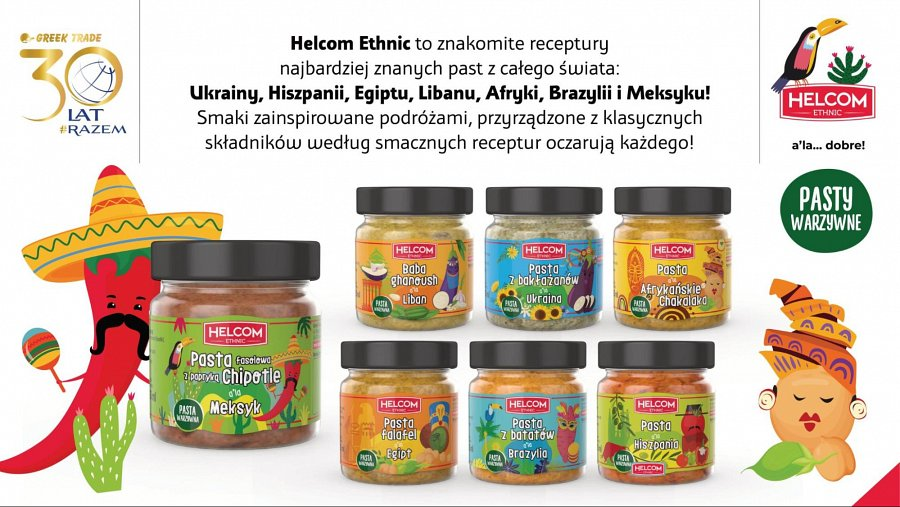 GREEK TRADE
30
LAT
#RAZEM
Helcom Ethnic to znakomite receptury
najbardziej znanych past z całego świata:
Ukrainy, Hiszpanii, Egiptu, Libanu, Afryki, Brazylii i Meksyku!
Smaki zainspirowane podróżami, przyrządzone z klasycznych
składników według smacznych receptur oczarują każdego!
HELCOM
ETHNIC
a'la... dobre!
PASTY
WARZYWNE
HELCOM
ETHNIC
Pasta fasolowa
z papryką Chipotle
a'la
Meksyk
PASTA
WARZYWNA
HELCOM
ETHNIC
Baba
ghanoush
a'la
Liban
PASTA
WARZYWNA
HELCOM
ETHNIC
Pasta
z bakłażanów
a'la
Ukraina
PASTA
WARZYWNA
HELCOM
ETHNIC
Pasta
a'la
Afrykańskie
Chakalaka
PASTA
WARZYWNA
HELCOM
ETHNIC
Pasta
falafel
a'la
Egipt
PASTA
WARZYWNA
HELCOM
ETHNIC
Pasta
z batatów
a'la
Brazylia
PASTA
WARZYWNA
HELCOM
ETHNIC
Pasta
a'la
Hiszpania
PASTA
WARZYWNA
HELCOM